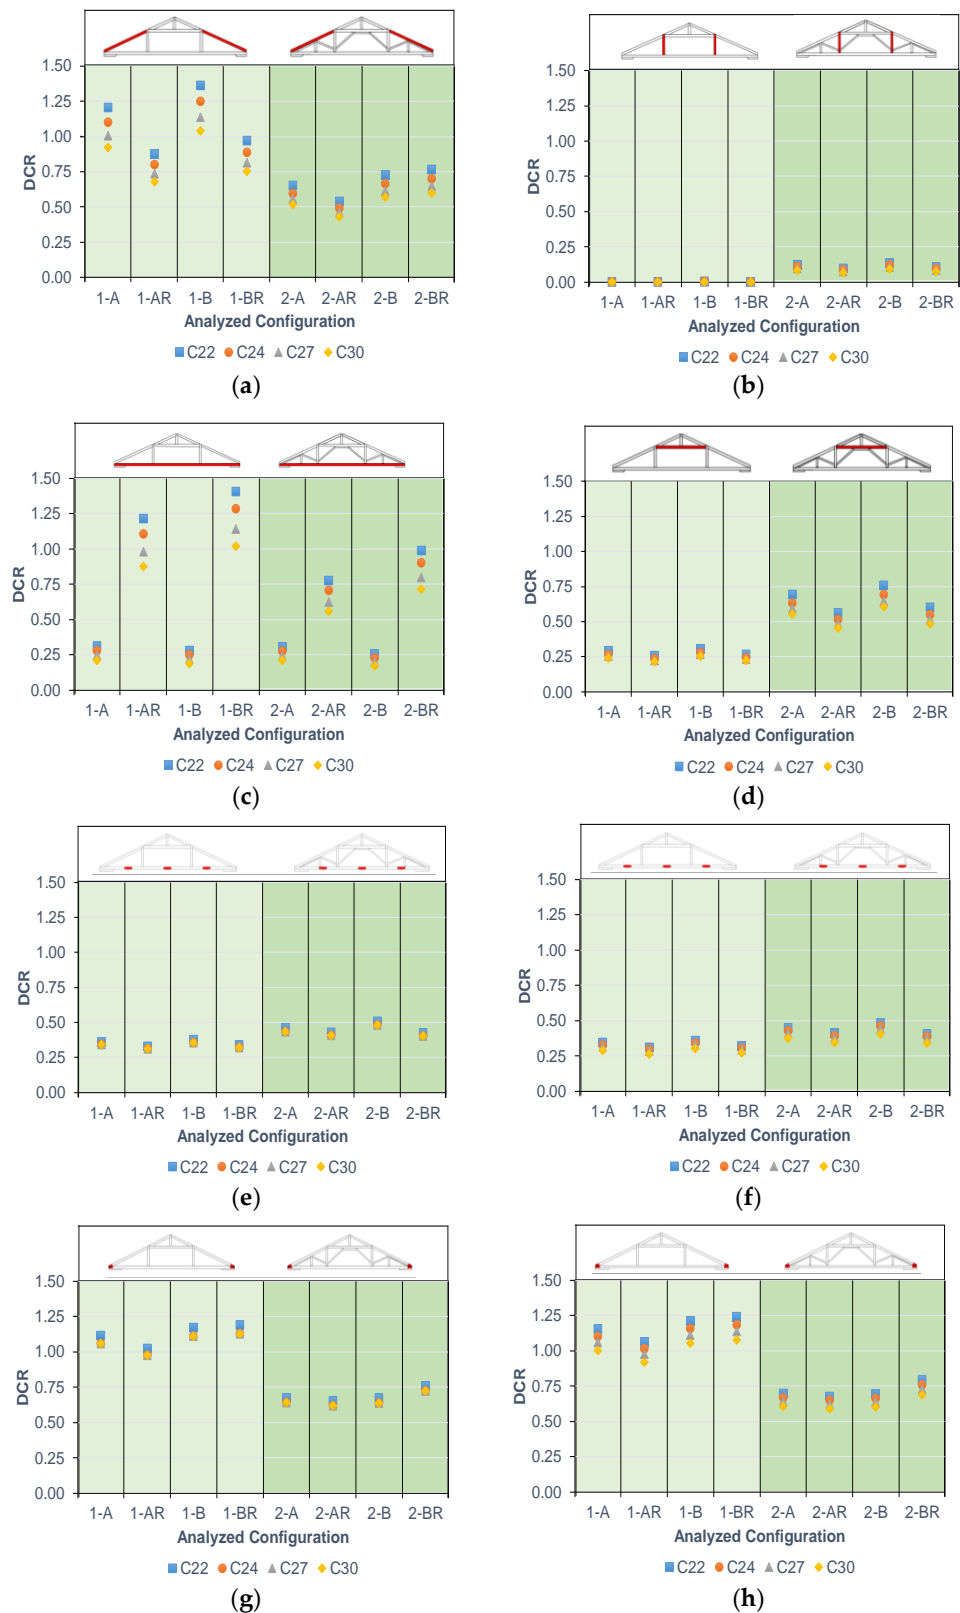 1.50
1.25
1.00
0.75
0.50
0.25
0.00
DCR
1-A 1-AR 1-B 1-BR 2-A 2-AR 2-B 2-BR
Analyzed Configuration
C22 C24 C27 C30
(a)
1.50
1.25
1.00
0.75
0.50
0.25
0.00
DCR
1-A 1-AR 1-B 1-BR 2-A 2-AR 2-B 2-BR
Analyzed Configuration
C22 C24 C27 C30
(b)
1.50
1.25
1.00
0.75
0.50
0.25
0.00
DCR
1-A 1-AR 1-B 1-BR 2-A 2-AR 2-B 2-BR
Analyzed Configuration
C22 C24 C27 C30
(c)
1.50
1.25
1.00
0.75
0.50
0.25
0.00
DCR
1-A 1-AR 1-B 1-BR 2-A 2-AR 2-B 2-BR
Analyzed Configuration
C22 C24 C27 C30
(d)
1.50
1.25
1.00
0.75
0.50
0.25
0.00
DCR
1-A 1-AR 1-B 1-BR 2-A 2-AR 2-B 2-BR
Analyzed Configuration
C22 C24 C27 C30
(e)
1.50
1.25
1.00
0.75
0.50
0.25
0.00
DCR
1-A 1-AR 1-B 1-BR 2-A 2-AR 2-B 2-BR
Analyzed Configuration
C22 C24 C27 C30
(f)
1.50
1.25
1.00
0.75
0.50
0.25
0.00
DCR
1-A 1-AR 1-B 1-BR 2-A 2-AR 2-B 2-BR
Analyzed Configuration
C22 C24 C27 C30
(g)
1.50
1.25
1.00
0.75
0.50
0.25
0.00
DCR
1-A 1-AR 1-B 1-BR 2-A 2-AR 2-B 2-BR
Analyzed Configuration
C22 C24 C27 C30
(h)